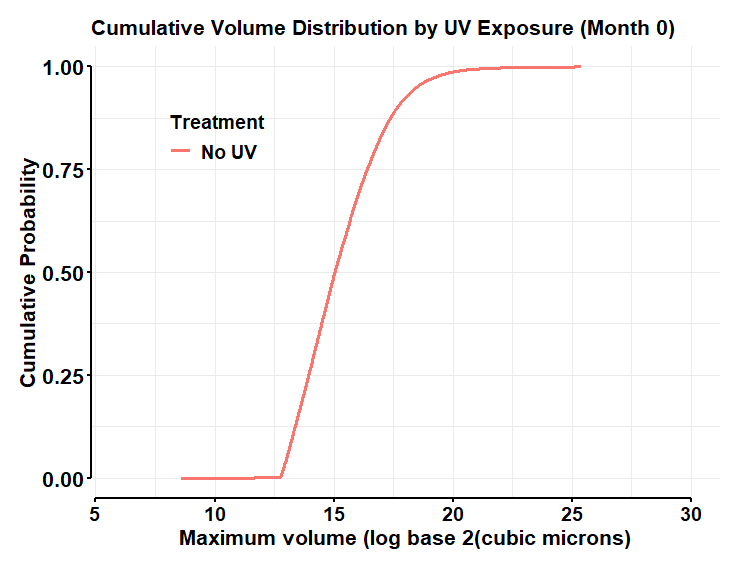 Cumulative Volume Distribution by UV Exposure (Month 0)
Cumulative Probability
1.00
0.75
0.50
0.25
0.00
Treatment
No UV
5 10 15 20 25 30
Maximum volume (log base 2(cubic microns)